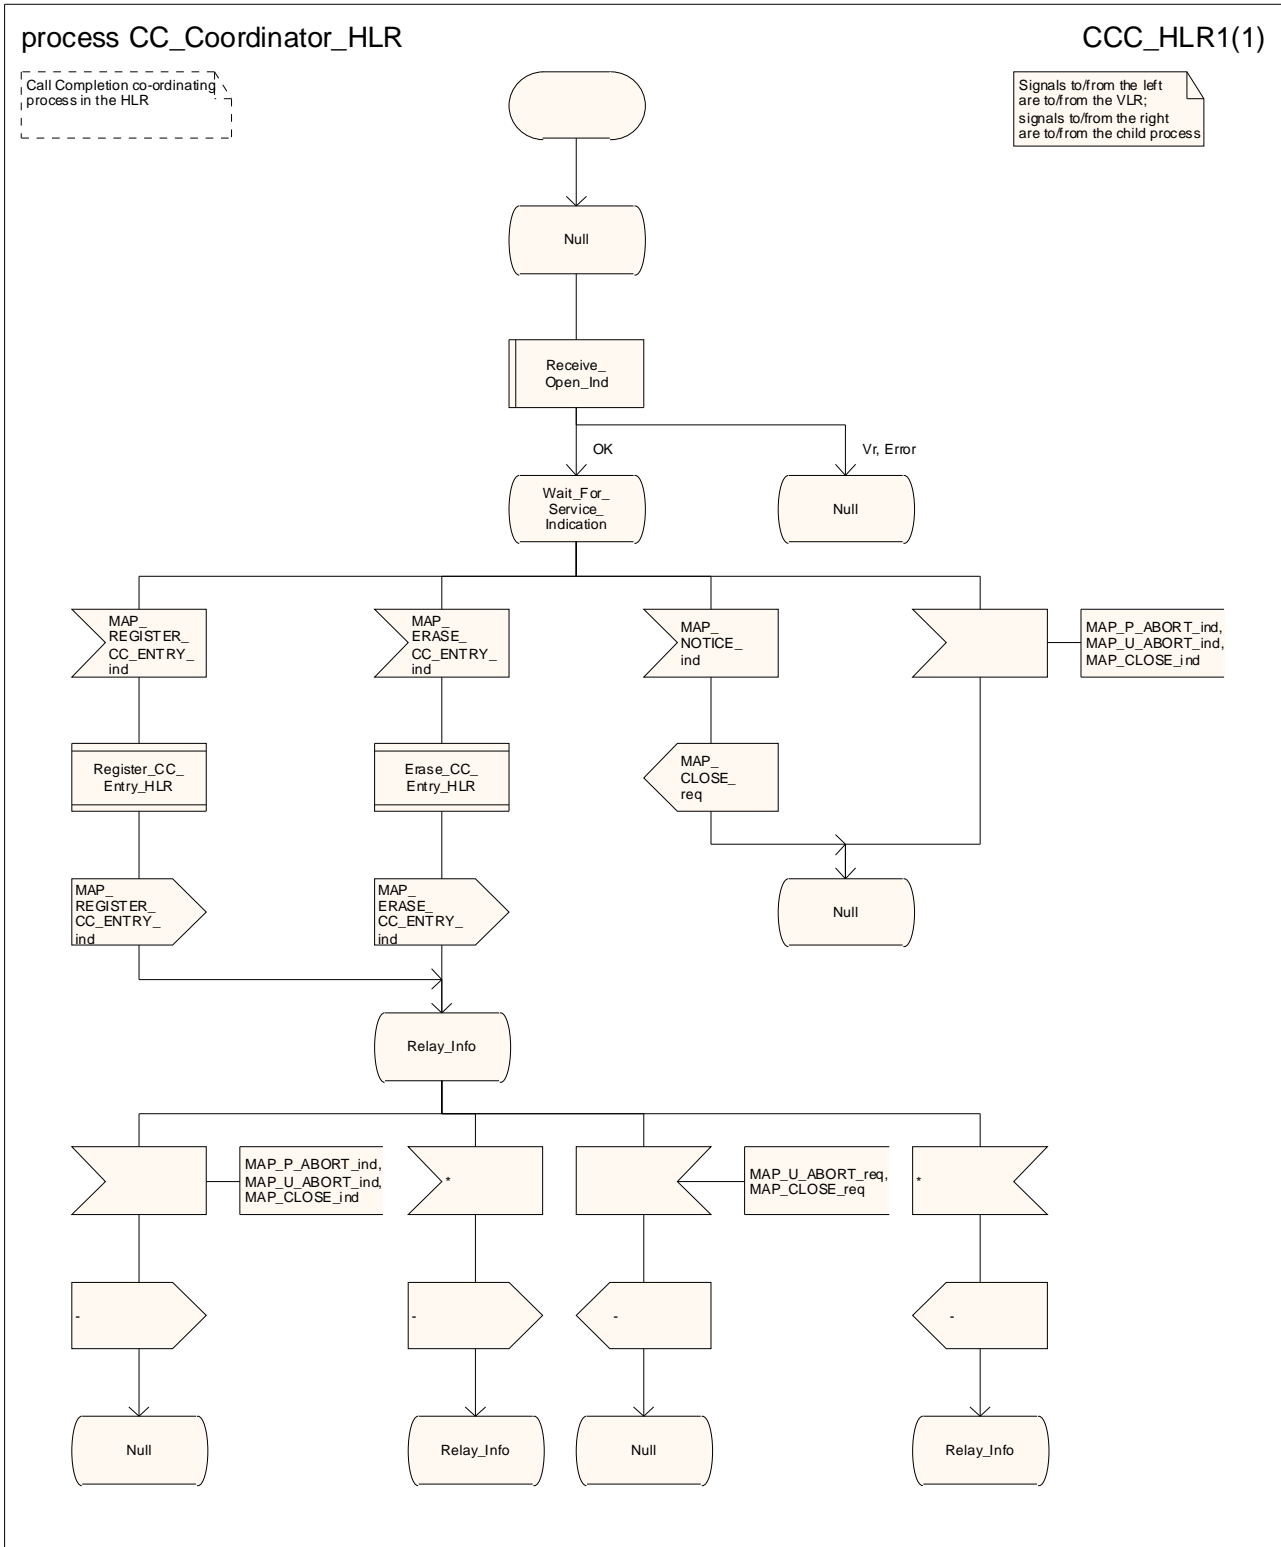 process CC_Coordinator_HLR
CCC_HLR1(1)
Call Completion co-ordinating
process in the HLR
Signals to/from the left
are to/from the VLR;
signals to/from the right
are to/from the child process
Null
Receive_
Open_Ind
OK
Vr, Error
Wait_For_
Service_
Indication
Null
MAP_
REGISTER_
CC_ENTRY_
ind
MAP_
ERASE_
CC_ENTRY_
ind
MAP_
NOTICE_
ind
MAP_P_ABORT_ind,
MAP_U_ABORT_ind,
MAP_CLOSE_ind
Register_CC_
Entry_HLR
Erase_CC_
Entry_HLR
MAP_
CLOSE_
req
MAP_
REGISTER_
CC_ENTRY_
ind
MAP_
ERASE_
CC_ENTRY_
ind
Null
Relay_Info
MAP_P_ABORT_ind,
MAP_U_ABORT_ind,
MAP_CLOSE_ind
*
MAP_U_ABORT_req,
MAP_CLOSE_req
*
-
-
-
-
Null
Relay_Info
Null
Relay_Info